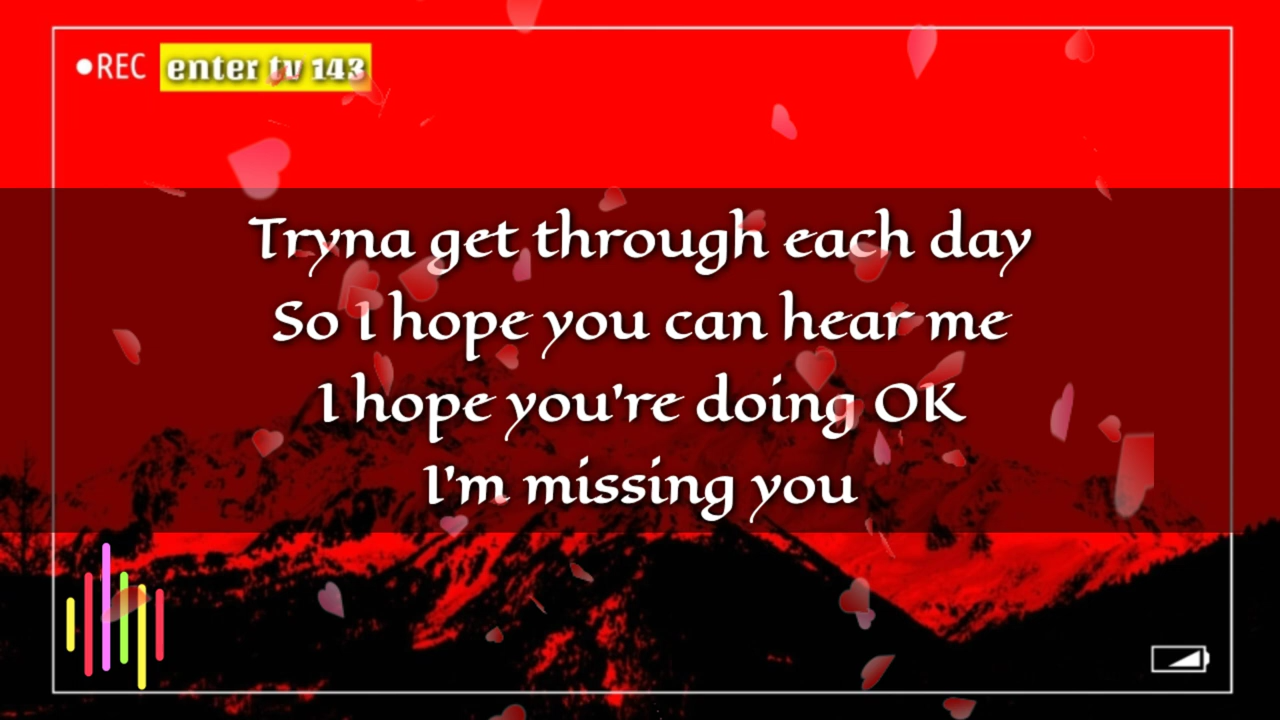 REC enter tv 143
Tryna get through each day
So I hope you can hear me
I hope you're doing OK
I'm missing you